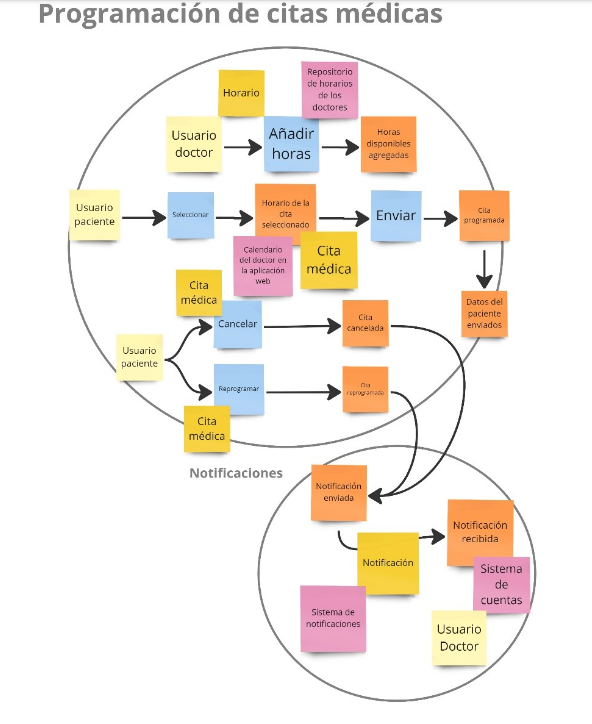 Programación de citas médicas
Horario
Repositorio
de horarios
de los
doctores
Usuario
doctor
Añadir
horas
Horas
disponibles
agregadas
Usuario
paciente
Seleccionar
Horario de la
cita
seleccionado
Enviar
Cita
programada
Calendario
del doctor en
la aplicación
web
Cita
médica
Datos del
paciente
enviados
Cita
médica
Cancelar
Cita
cancelada
Usuario
paciente
Reprogramar
Cita
reprogramada
Cita
médica
Notificaciones
Notificación
enviada
Notificación
recibida
Notificación
Sistema
de
cuentas
Sistema de
notificaciones
Usuario
Doctor